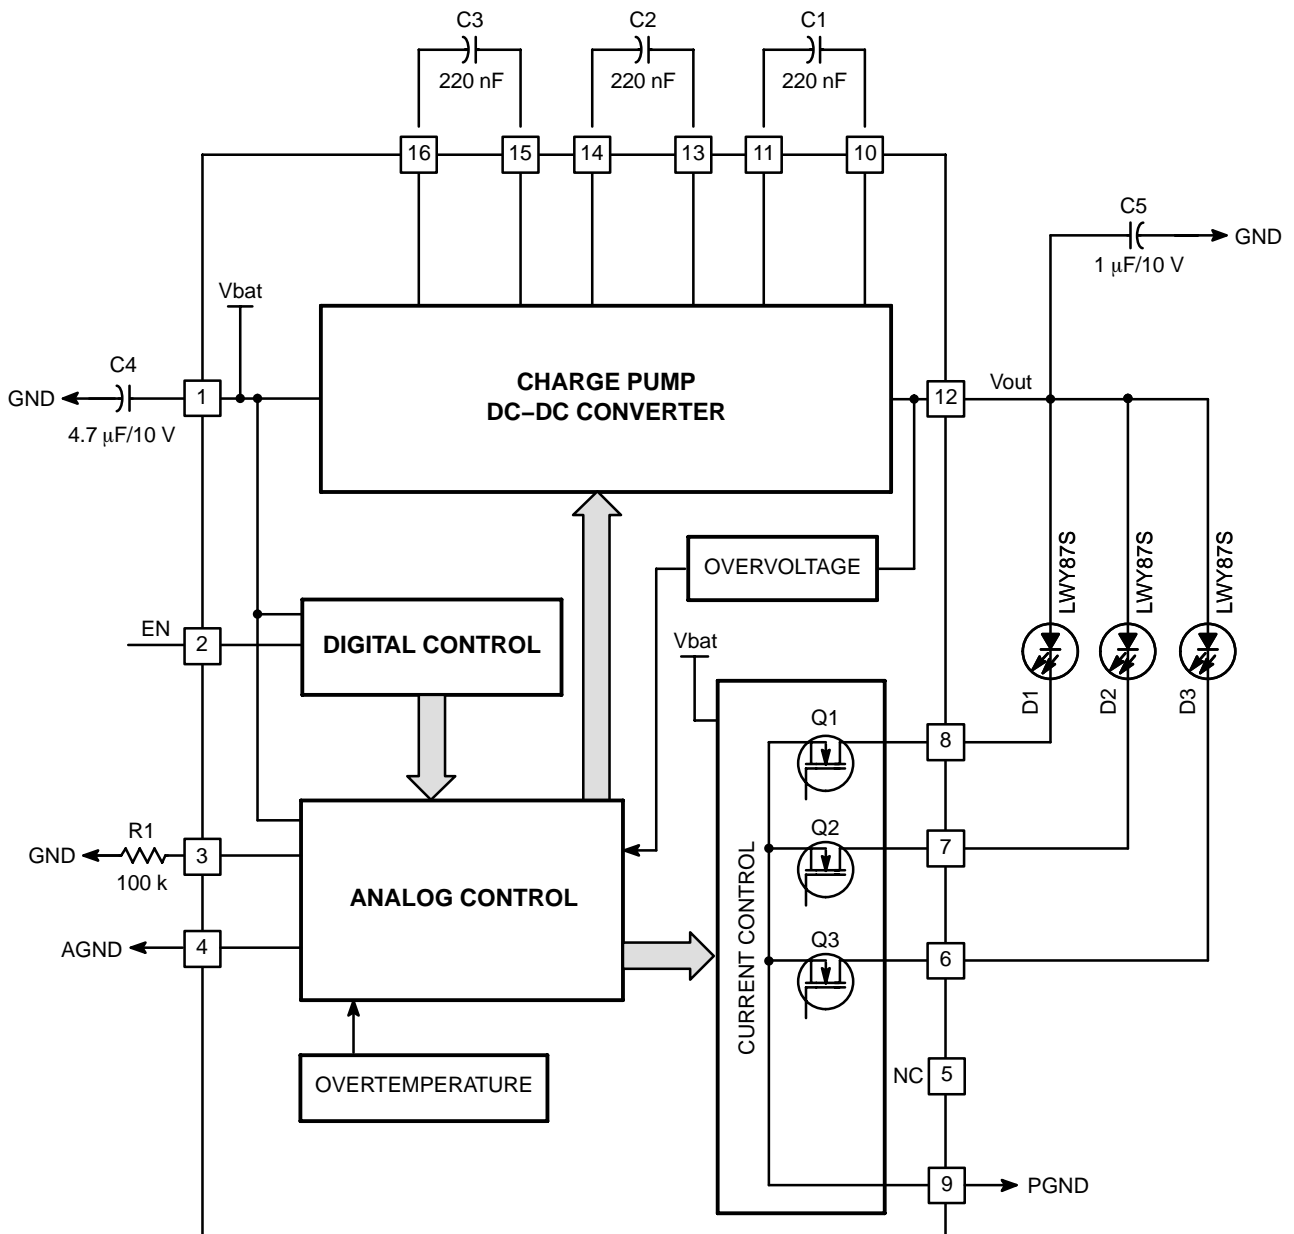 C3
C2
C1
220 nF
220 nF
220 nF
16
15
14
13
11
10
C5
GND
1 μF/10 V
Vbat
C4
GND
1
4.7 μF/10 V
CHARGE PUMP
DC–DC CONVERTER
12
Vout
OVERVOLTAGE
LWY87S
LWY87S
LWY87S
EN
2
DIGITAL CONTROL
Vbat
D1
D2
D3
Q1
8
R1
GND
3
100 k
Q2
7
ANALOG CONTROL
AGND
4
Q3
6
CURRENT CONTROL
OVERTEMPERATURE
NC
5
9
PGND